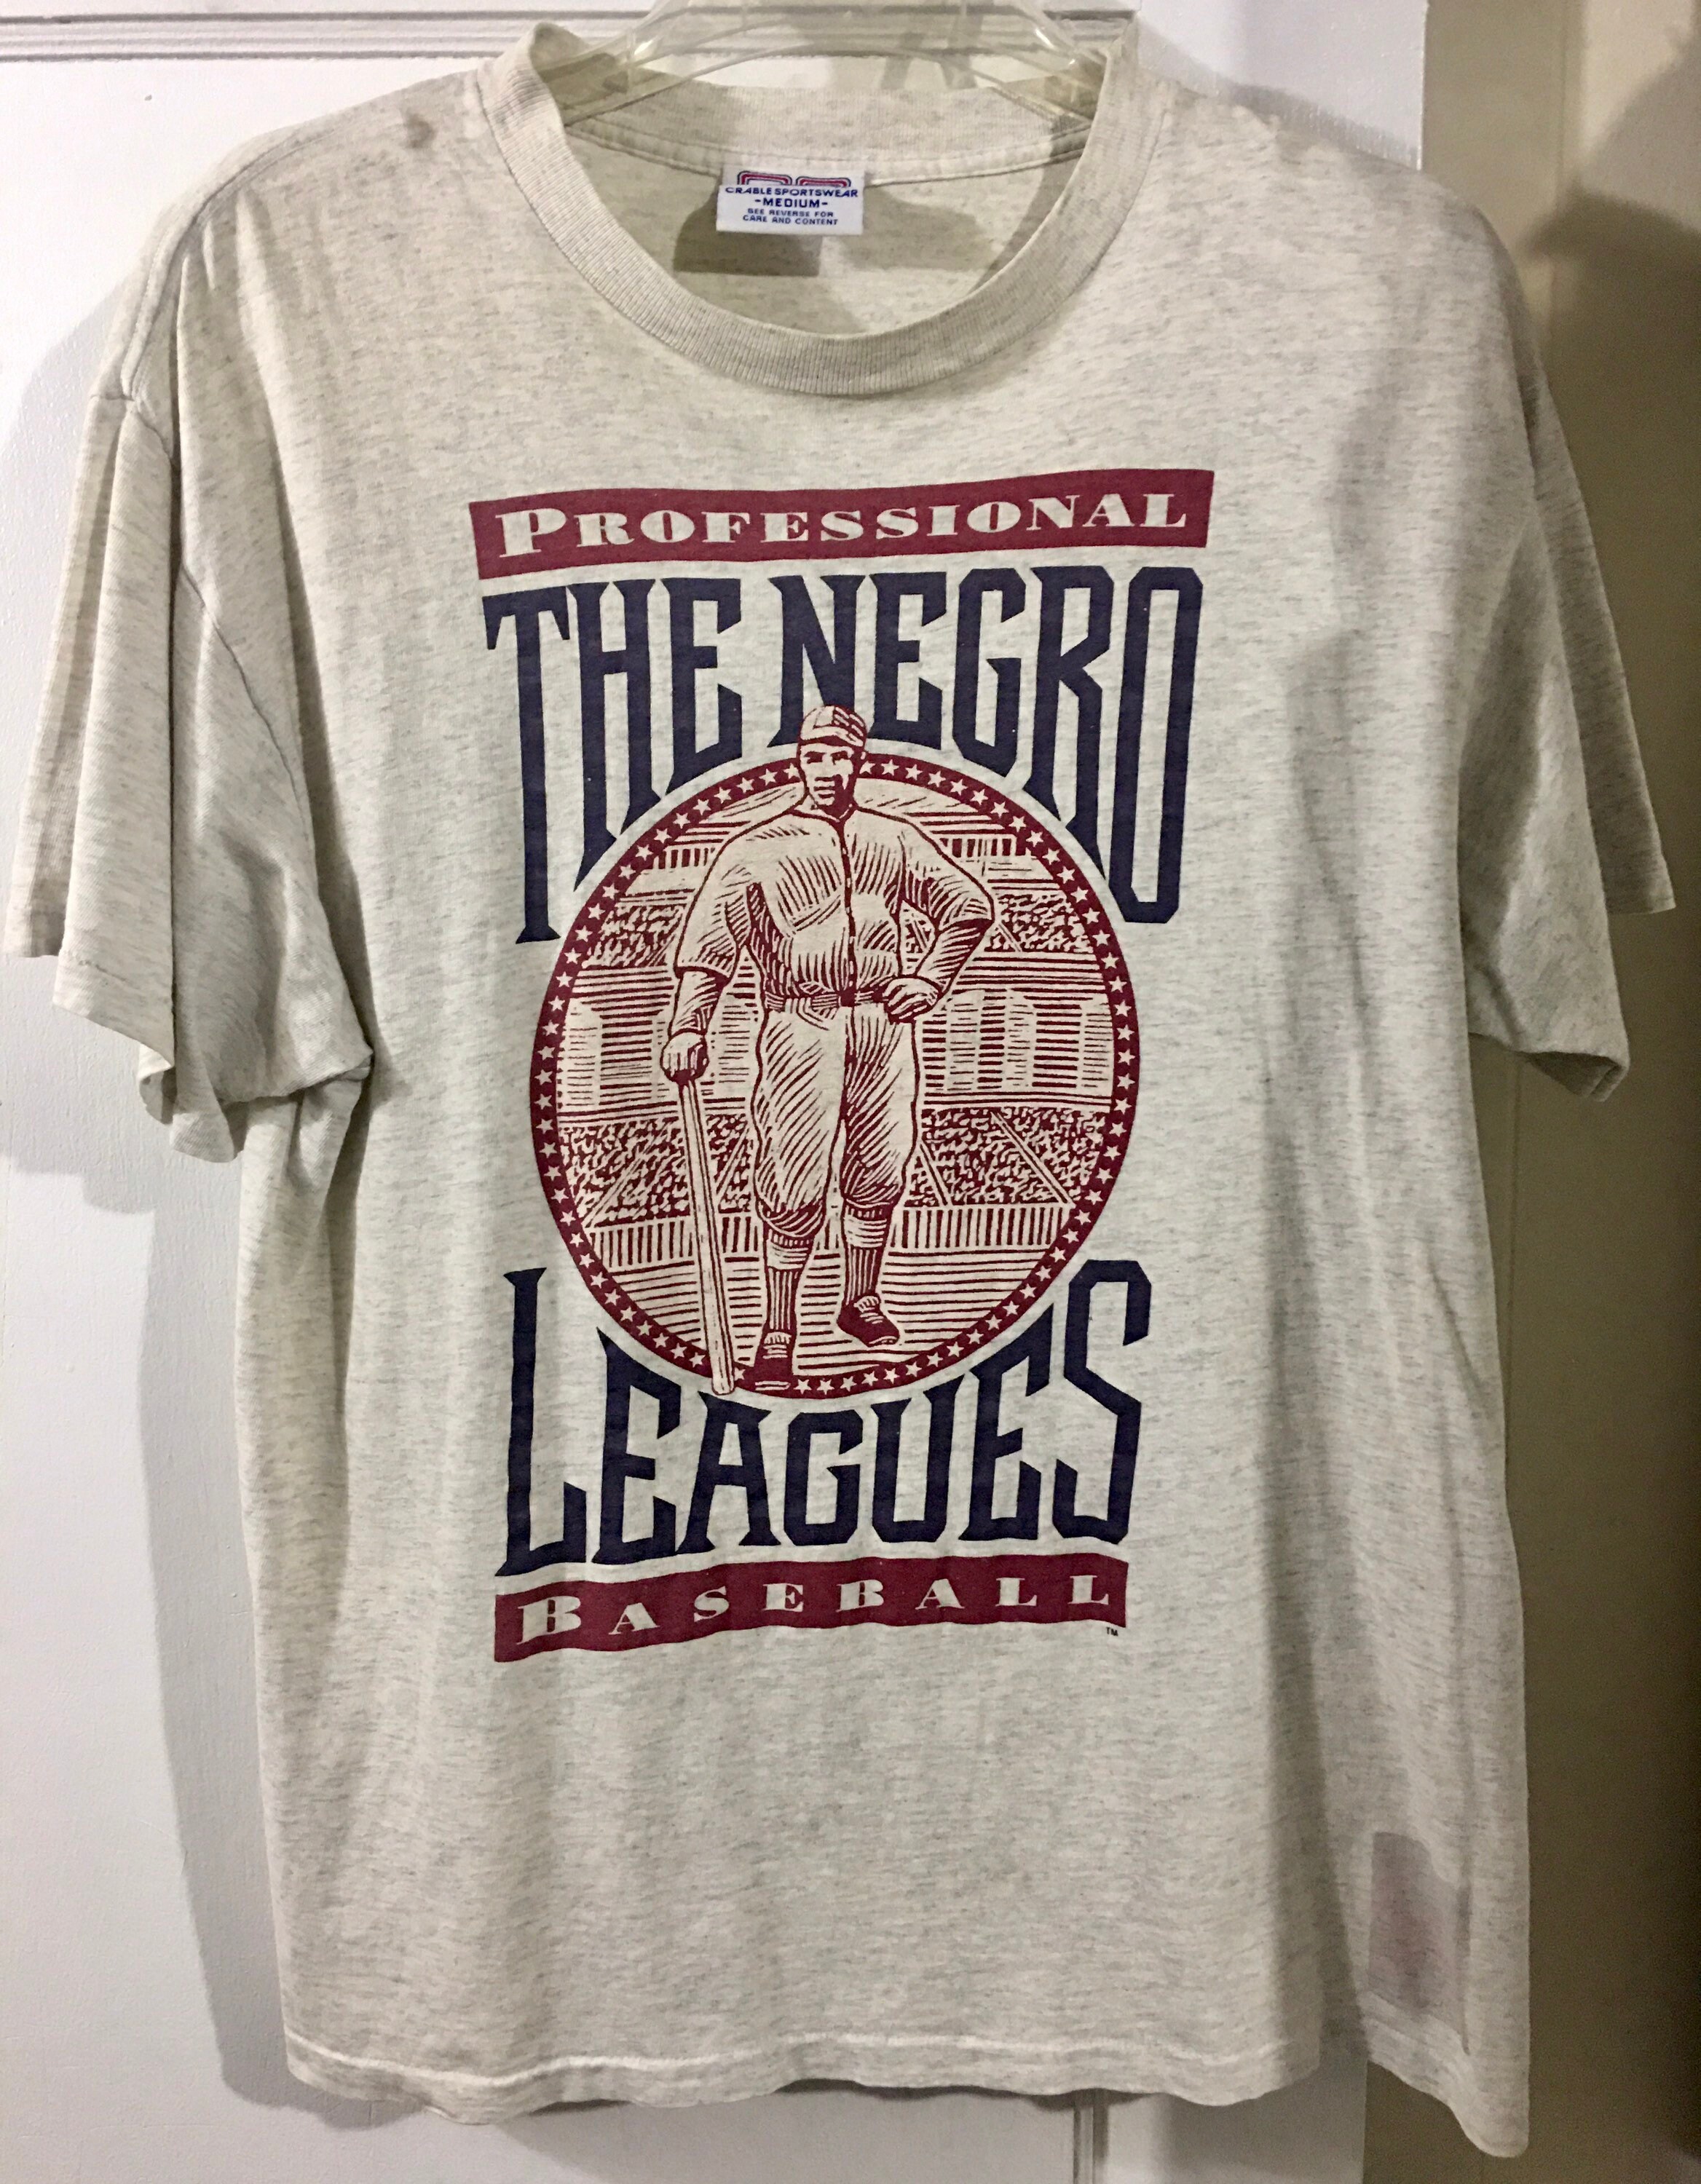 CRABLE SPORTSWEAR
-MEDIUM-
SEE REVERSE FOR
CARE AND CONTENT
PROFESSIONAL
THE NEGRO
LEAGUES
BASEBALL
TM